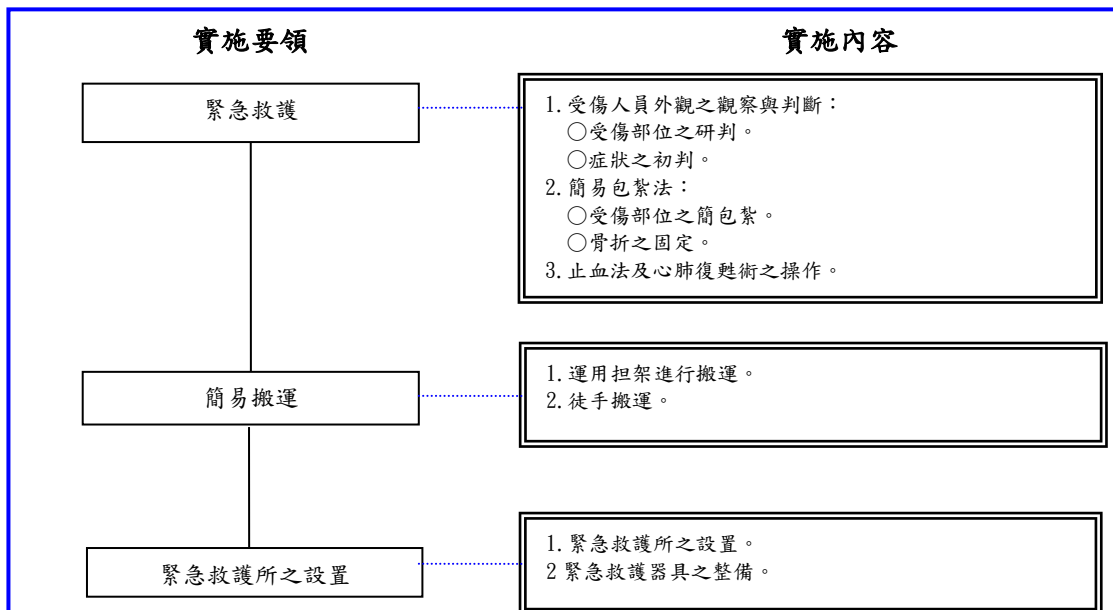 實施要領
實施內容
緊急救護
1.受傷人員外觀之觀察與判斷：
○受傷部位之研判。
○症狀之初判。
2.簡易包紮法：
○受傷部位之簡包紮。
○骨折之固定。
3.止血法及心肺復甦術之操作。
簡易搬運
1.運用担架進行搬運。
2.徒手搬運。
緊急救護所之設置
1.緊急救護所之設置。
2 緊急救護器具之整備。